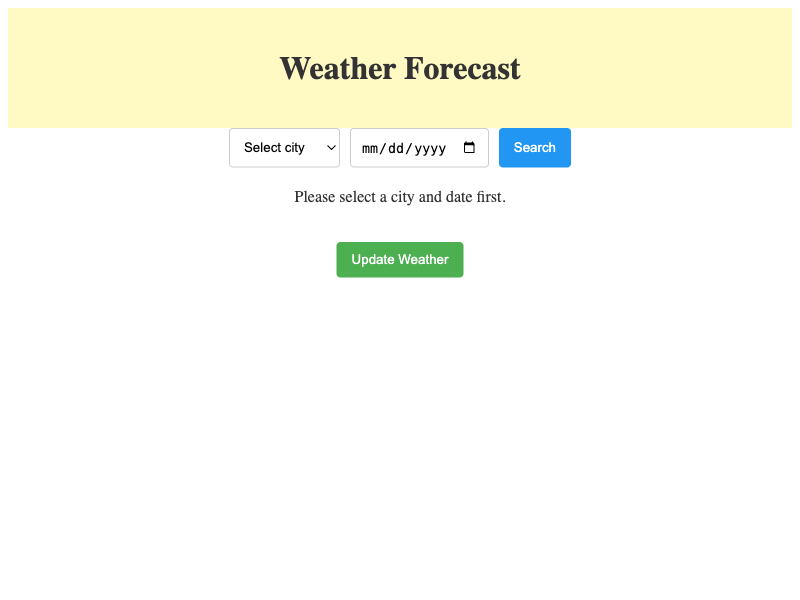 Weather Forecast
Select city mm/dd/yyyy Search
Please select a city and date first.
Update Weather